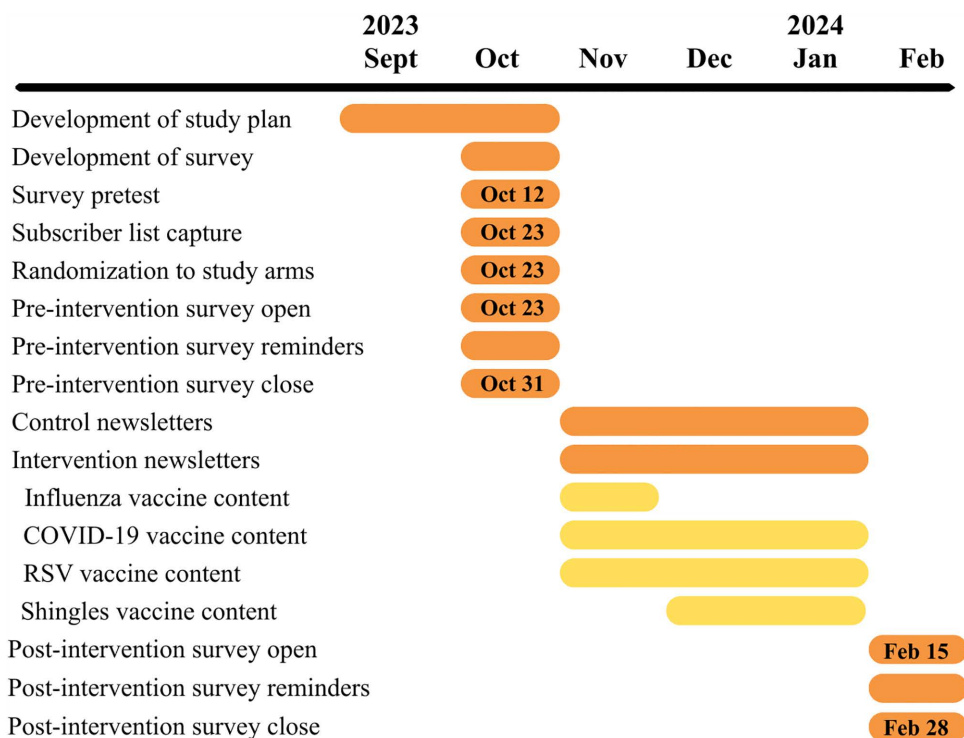 2023 2024
Sept Oct Nov Dec Jan Feb
Development of study plan
Development of survey
Survey pretest Oct 12
Subscriber list capture Oct 23
Randomization to study arms Oct 23
Pre-intervention survey open Oct 23
Pre-intervention survey reminders
Pre-intervention survey close Oct 31
Control newsletters
Intervention newsletters
Influenza vaccine content
COVID-19 vaccine content
RSV vaccine content
Shingles vaccine content
Post-intervention survey open Feb 15
Post-intervention survey reminders
Post-intervention survey close Feb 28